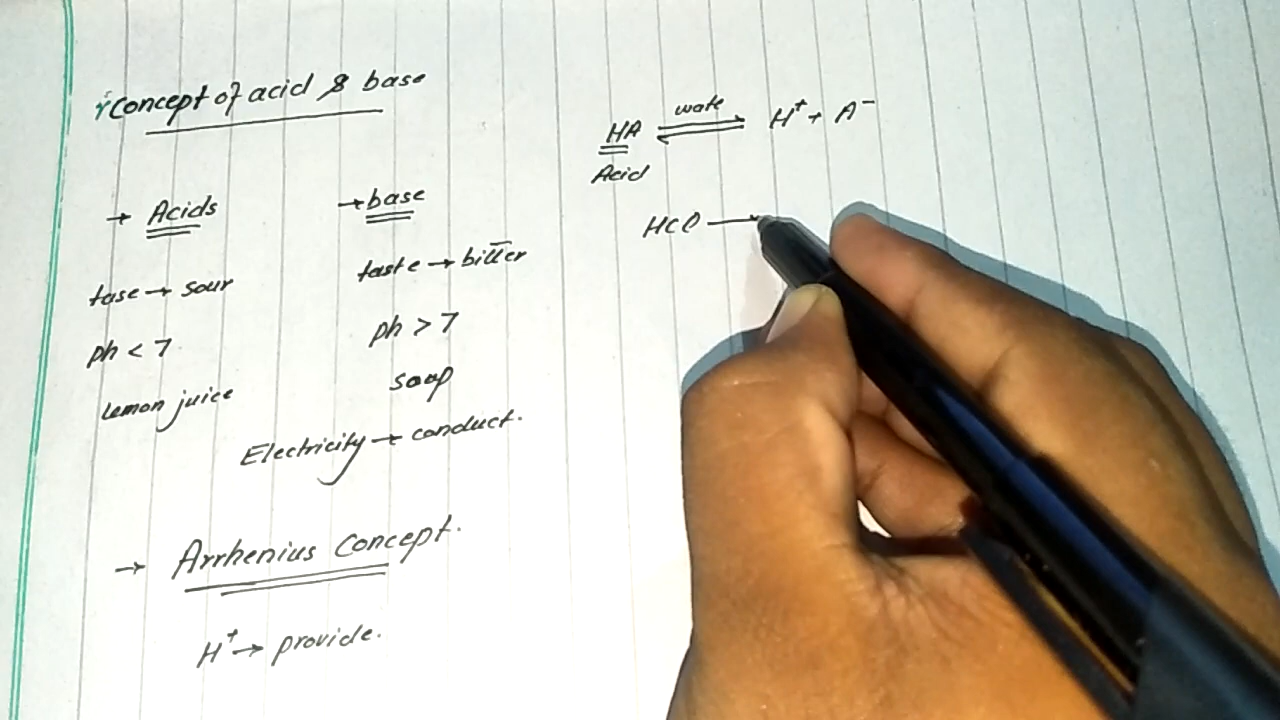 Concept of acid & base
→ Acids
tase → sour
ph < 7
Lemon juice
→ base
taste → bitter
ph > 7
soap
Electricity → conduct.
→ Arrhenius Concept.
H⁺ → provide.
HA ⇌ H⁺ + A⁻
wate
Acid
HCl →